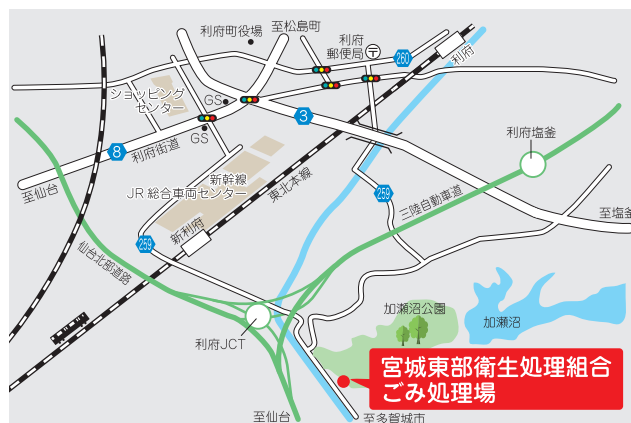 利府町役場
至松島町
利府
郵便局
〒
260
利府
ショッピング
センター
GS
3
GS
8
利府街道
利府塩釜
至仙台
新幹線
JR総合車両センター
東北本線
259
三陸自動車道
至塩釜
新利府
259
仙台北部道路
加瀬沼公園
加瀬沼
利府JCT
宮城東部衛生処理組合
ごみ処理場
至仙台
至多賀城市